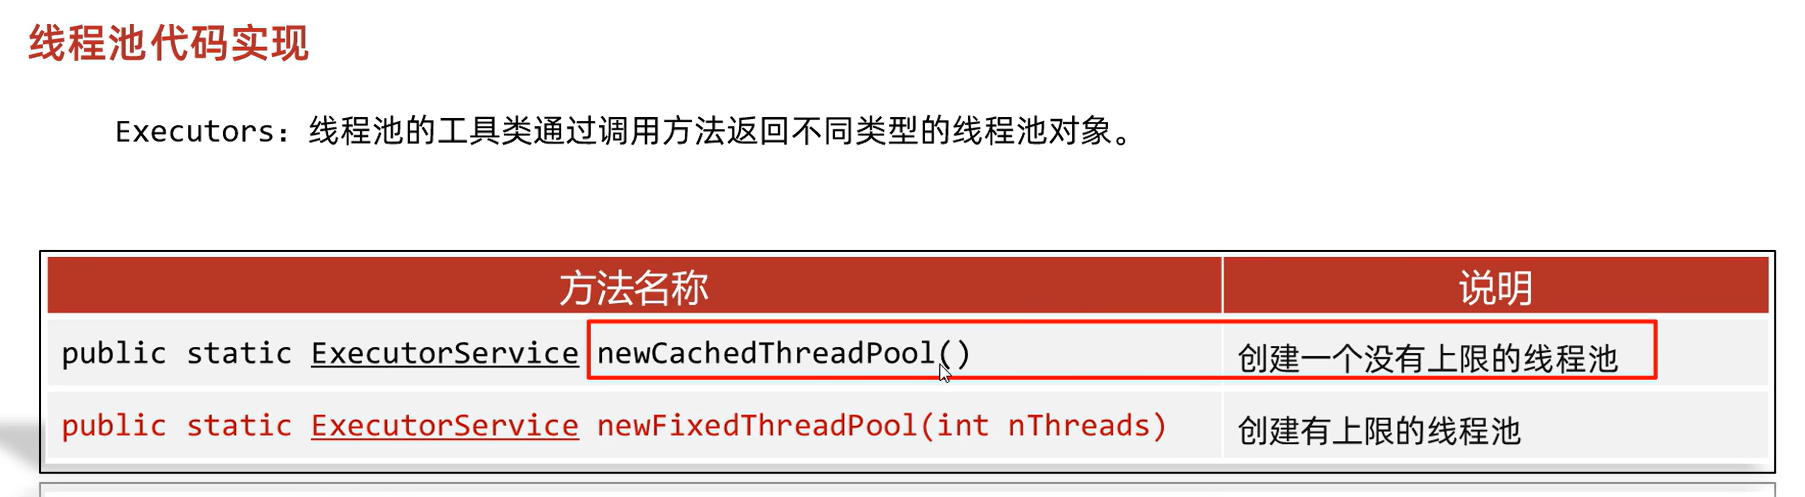 线程池代码实现
Executors：线程池的工具类通过调用方法返回不同类型的线程池对象。
方法名称 说明
public static ExecutorService newCachedThreadPool() 创建一个没有上限的线程池
public static ExecutorService newFixedThreadPool(int nThreads) 创建有上限的线程池